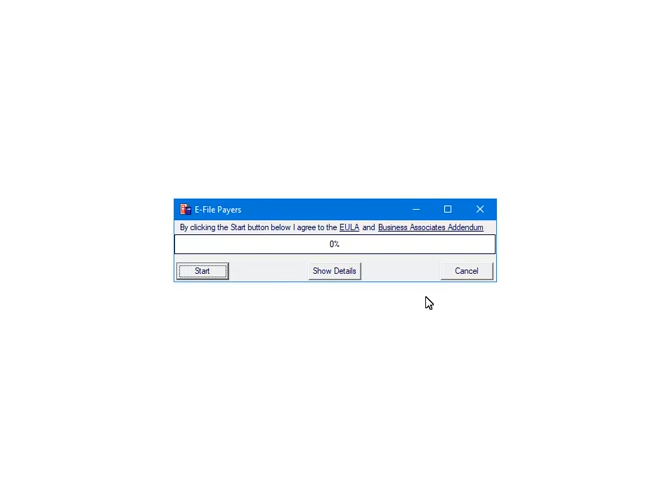 E-File Payers
By clicking the Start button below I agree to the EULA and Business Associates Addendum
0%
Start Show Details Cancel